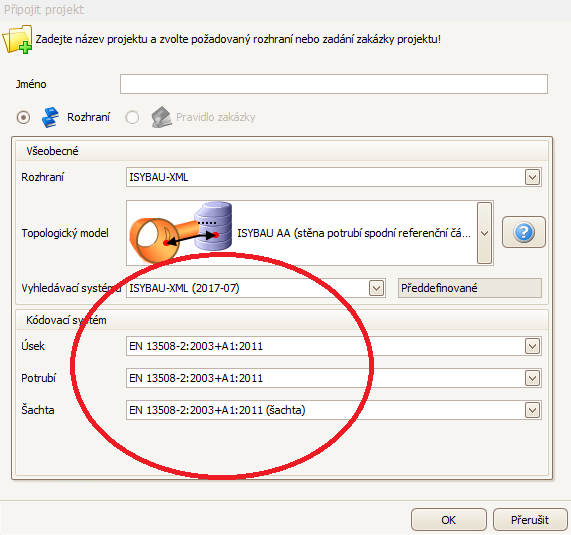 Připojit projekt
Zadejte název projektu a zvolte požadovaný rozhraní nebo zadání zakázky projektu!
Jméno
Rozhraní Pravidlo zakázky
Všeobecné
Rozhraní ISYBAU-XML
Topologický model ISYBAU AA (stěna potrubí spodní referenční čá...
Vyhledávací systému ISYBAU-XML (2017-07) Předdefinované
Kódovací systém
Úsek EN 13508-2:2003+A1:2011
Potrubí EN 13508-2:2003+A1:2011
Šachta EN 13508-2:2003+A1:2011 (šachta)
OK Přerušit